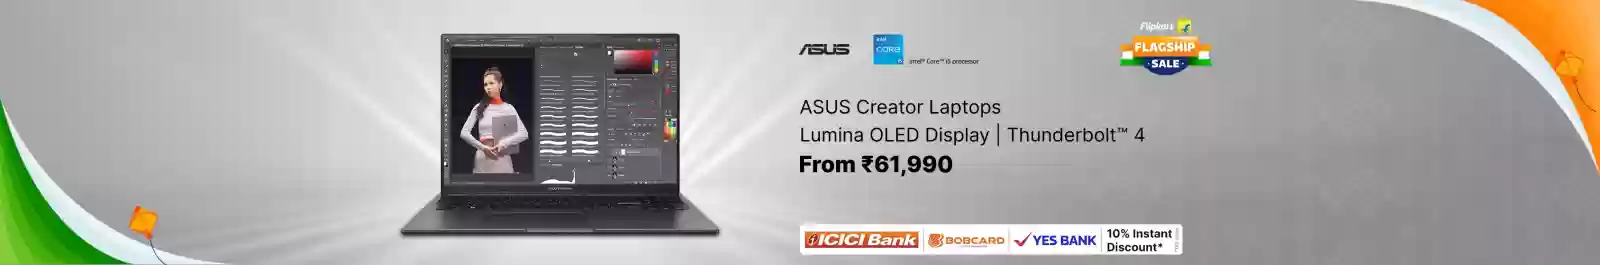 ASUS
intel
CORE
i5
Intel® Core™ i5 processor
Flipkart
FLAGSHIP
SALE
ASUS Creator Laptops
Lumina OLED Display | Thunderbolt™ 4
From ₹61,990
ICICI Bank
BOBCARD
YES BANK
10% Instant
Discount*